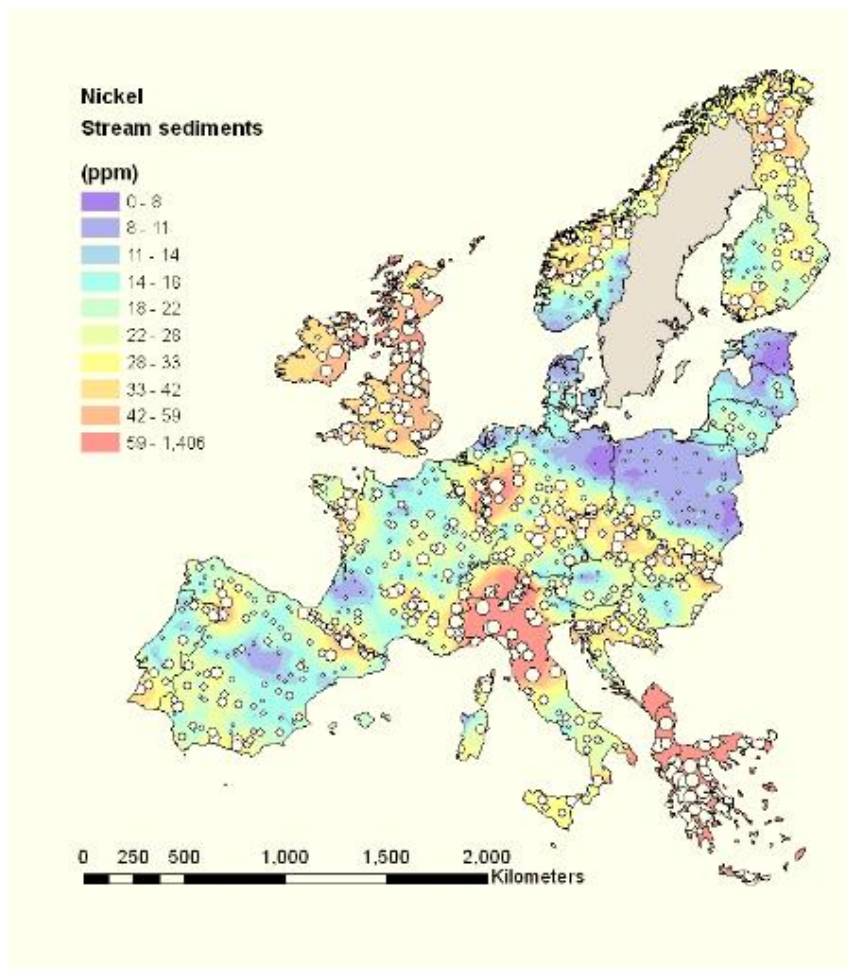 Nickel
Stream sediments
(ppm)
0 - 8
8 - 11
11 - 14
14 - 18
18 - 22
22 - 28
28 - 33
33 - 42
42 - 59
59 - 1,406
0 250 500 1,000 1,500 2,000
Kilometers